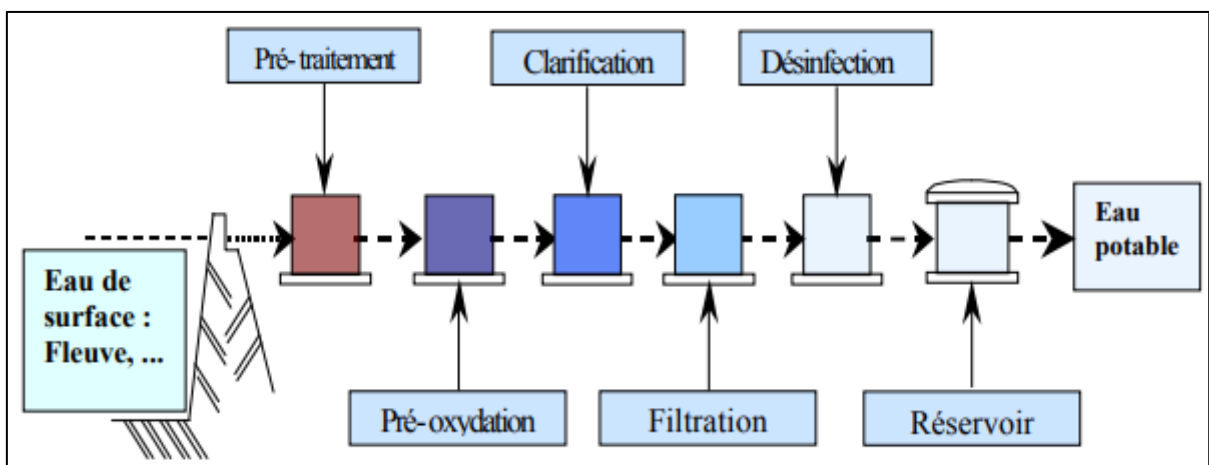 Pré-traitement
Clarification
Désinfection
Eau de
surface :
Fleuve, ...
Eau
potable
Pré-oxydation
Filtration
Réservoir